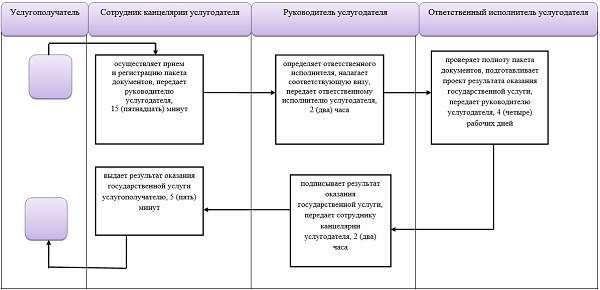 Услугополучатель
Сотрудник канцелярии услугодателя
Руководитель услугодателя
Ответственный исполнитель услугодателя
осуществляет прием
и регистрацию пакета
документов, передает
руководителю
услугодателя,
15 (пятнадцать) минут
определяет ответственного
исполнителя, налагает
соответствующую визу,
передает ответственному
исполнителю услугодателя,
2 (два) часа
проверяет полноту пакета
документов, подготавливает
проект результата оказания
государственной услуги,
передает руководителю
услугодателя, 4 (четыре)
рабочих дней
выдает результат оказания
государственной услуги
услугополучателю, 5 (пять)
минут
подписывает результат
оказания
государственной услуги,
передает сотруднику
канцелярии
услугодателя, 2 (два)
часа